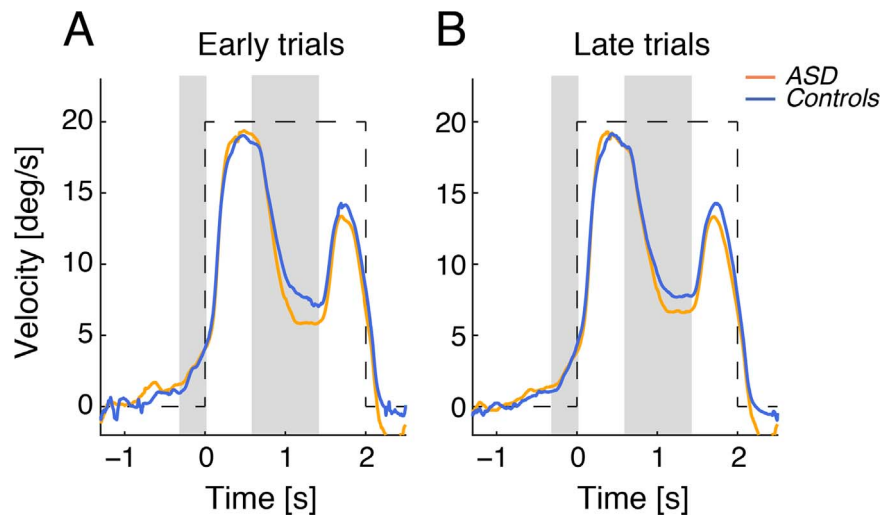 A
Early trials
Velocity [deg/s]
20
15
10
5
0
−1
0
1
2
Time [s]
B
Late trials
20
15
10
5
0
−1
0
1
2
Time [s]
ASD
Controls